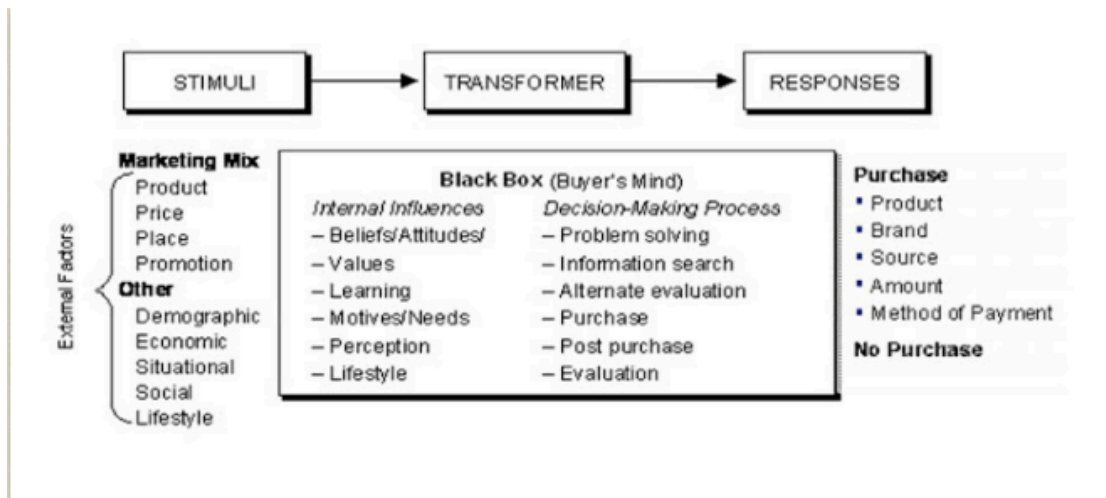 STIMULI
TRANSFORMER
RESPONSES
External Factors
Marketing Mix
Product
Price
Place
Promotion
Other
Demographic
Economic
Situational
Social
Lifestyle
Black Box (Buyer's Mind)
Internal Influences
– Beliefs/Attitudes/
– Values
– Learning
– Motives/Needs
– Perception
– Lifestyle
Decision-Making Process
– Problem solving
– Information search
– Alternate evaluation
– Purchase
– Post purchase
– Evaluation
Purchase
▪ Product
▪ Brand
▪ Source
▪ Amount
▪ Method of Payment
No Purchase